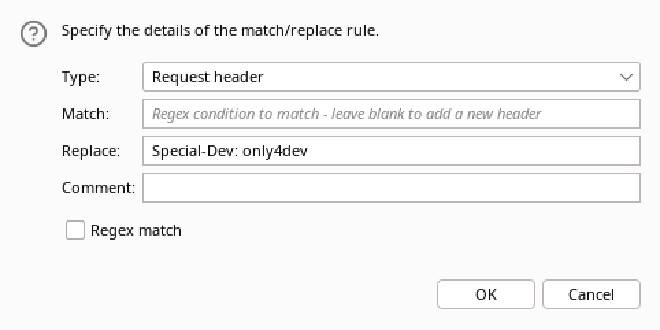 Specify the details of the match/replace rule.
Type: Request header
Match: Regex condition to match - leave blank to add a new header
Replace: Special-Dev: only4dev
Comment:
Regex match
OK Cancel